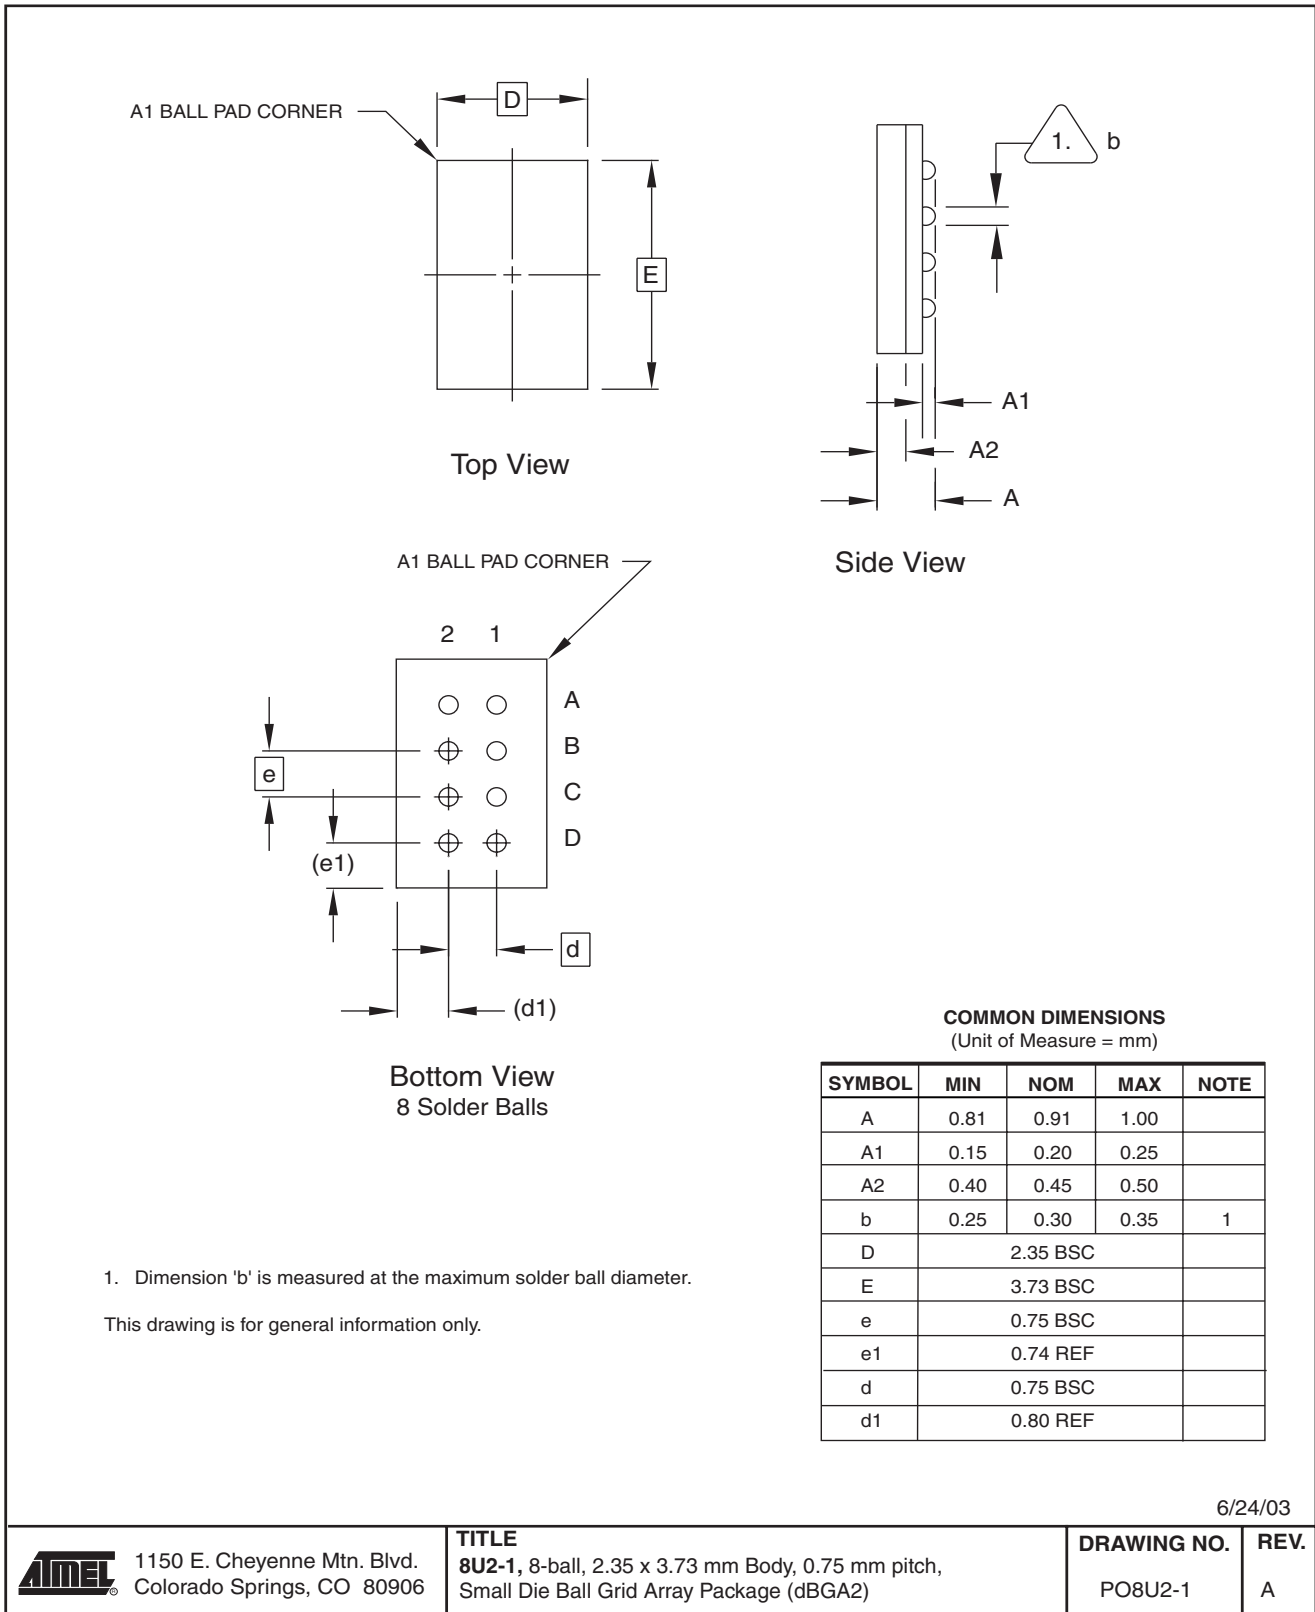 A1 BALL PAD CORNER
D
E
Top View
1. b
A1
A2
A
Side View
A1 BALL PAD CORNER
2 1
A
B
C
D
e
(e1)
d
(d1)
Bottom View
8 Solder Balls
COMMON DIMENSIONS
(Unit of Measure = mm)
SYMBOL MIN NOM MAX NOTE
A 0.81 0.91 1.00
A1 0.15 0.20 0.25
A2 0.40 0.45 0.50
b 0.25 0.30 0.35 1
D 2.35 BSC
E 3.73 BSC
e 0.75 BSC
e1 0.74 REF
d 0.75 BSC
d1 0.80 REF
1. Dimension 'b' is measured at the maximum solder ball diameter.
This drawing is for general information only.
6/24/03
ATMEL ®
1150 E. Cheyenne Mtn. Blvd.
Colorado Springs, CO 80906
TITLE
8U2-1, 8-ball, 2.35 x 3.73 mm Body, 0.75 mm pitch,
Small Die Ball Grid Array Package (dBGA2)
DRAWING NO.
PO8U2-1
REV.
A